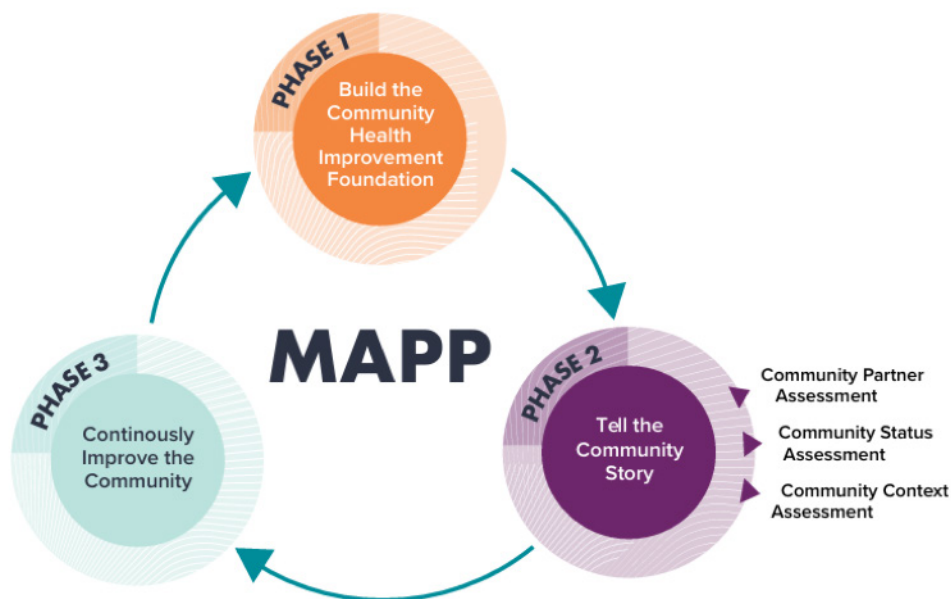 PHASE 1
Build the
Community
Health
Improvement
Foundation
MAPP
PHASE 2
Tell the
Community
Story
Community Partner
Assessment
Community Status
Assessment
Community Context
Assessment
PHASE 3
Continously
Improve the
Community